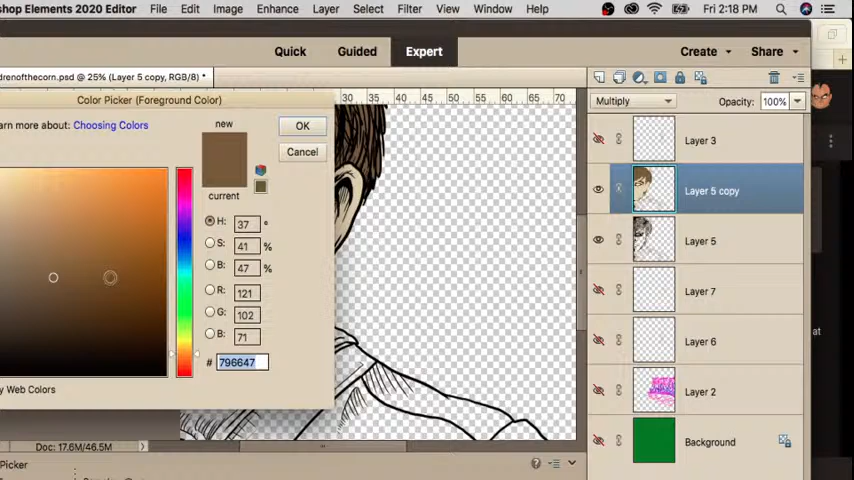 shop Elements 2020 Editor File Edit Image Enhance Layer Select Filter View Window Help Fri 2:18 PM
Quick Guided Expert Create Share
drenofthecorn.psd @ 25% (Layer 5 copy, RGB/8) *
Color Picker (Foreground Color)
30 35 40 45 50 55 60 65 70 75 80
Multiply Opacity: 100%
arn more about: Choosing Colors
new
OK
Cancel
current
H: 37 °
S: 41 %
B: 47 %
R: 121
G: 102
B: 71
# 796647
y Web Colors
Layer 3
Layer 5 copy
Layer 5
Layer 7
Layer 6
Layer 2
Background
at
Doc: 17.6M/46.5M
Picker